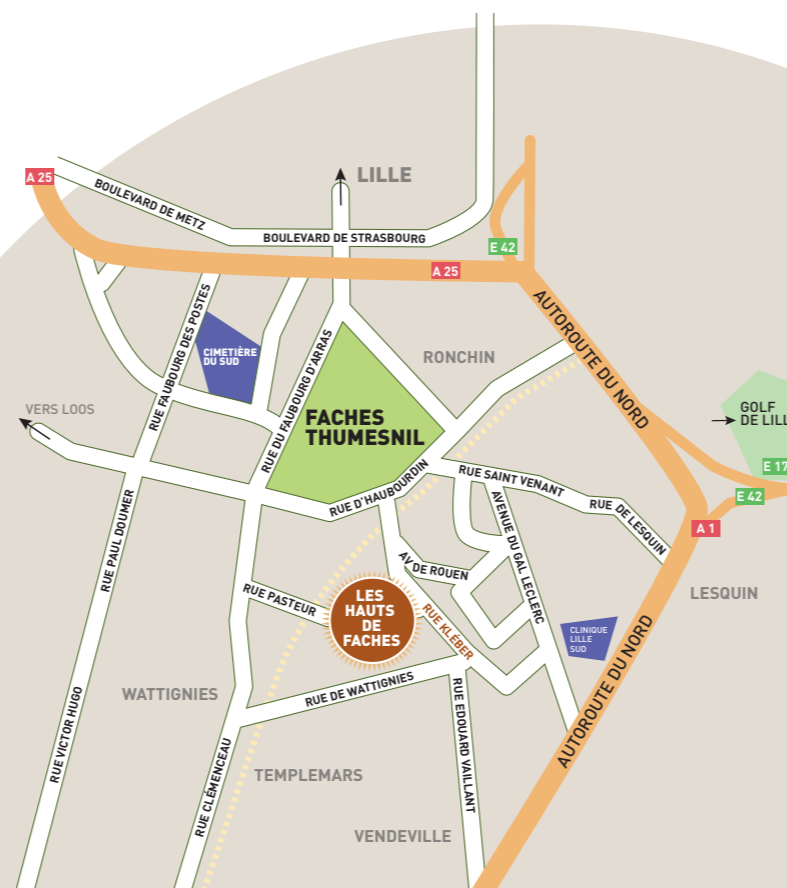 A 25
LILLE
BOULEVARD DE METZ
BOULEVARD DE STRASBOURG
E 42
A 25
AUTOROUTE DU NORD
RUE FAUBOURG DES POSTES
CIMETIÈRE
DU SUD
RUE DU FAUBOURG D'ARRAS
RONCHIN
VERS LOOS
FACHES
THUMESNIL
GOLF
DE LILL
E 17
E 42
RUE D'HAUBOURDIN
RUE SAINT VENANT
RUE DE LESQUIN
A 1
RUE PAUL DOUMER
AVENUE DU GAL LECLERC
AV DE ROUEN
LESQUIN
RUE PASTEUR
LES
HAUTS
DE
FACHES
RUE KLÉBER
CLINIQUE
LILLE
SUD
WATTIGNIES
RUE DE WATTIGNIES
AUTOROUTE DU NORD
RUE VICTOR HUGO
RUE EDOUARD VAILLANT
TEMPLEMARS
RUE CLÉMENCEAU
VENDEVILLE